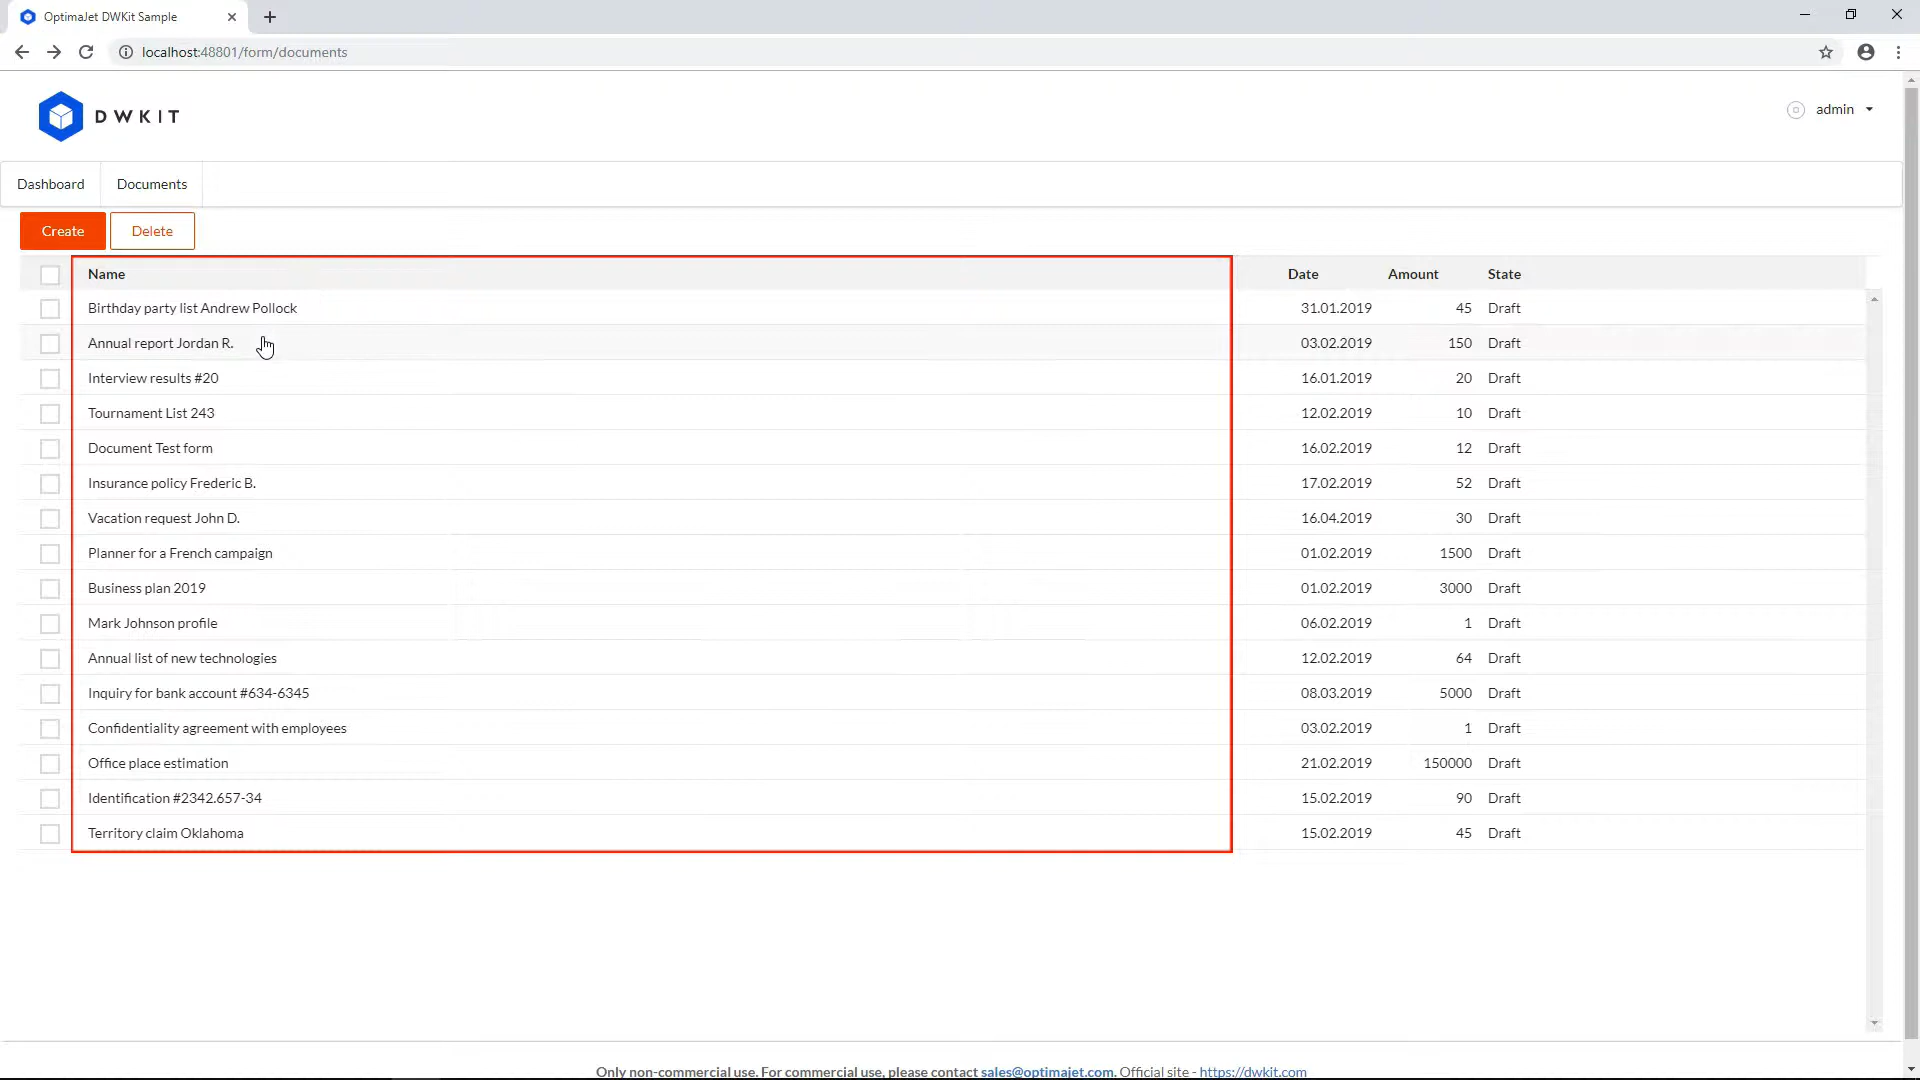 OptimaJet DWKit Sample
localhost:48801/form/documents
DWKIT
admin
Dashboard Documents
Create Delete
Name Date Amount State
Birthday party list Andrew Pollock 31.01.2019 45 Draft
Annual report Jordan R. 03.02.2019 150 Draft
Interview results #20 16.01.2019 20 Draft
Tournament List 243 12.02.2019 10 Draft
Document Test form 16.02.2019 12 Draft
Insurance policy Frederic B. 17.02.2019 52 Draft
Vacation request John D. 16.04.2019 30 Draft
Planner for a French campaign 01.02.2019 1500 Draft
Business plan 2019 01.02.2019 3000 Draft
Mark Johnson profile 06.02.2019 1 Draft
Annual list of new technologies 12.02.2019 64 Draft
Inquiry for bank account #634-6345 08.03.2019 5000 Draft
Confidentiality agreement with employees 03.02.2019 1 Draft
Office place estimation 21.02.2019 150000 Draft
Identification #2342.657-34 15.02.2019 90 Draft
Territory claim Oklahoma 15.02.2019 45 Draft
Only non-commercial use. For commercial use, please contact sales@optimajet.com. Official site - https://dwkit.com